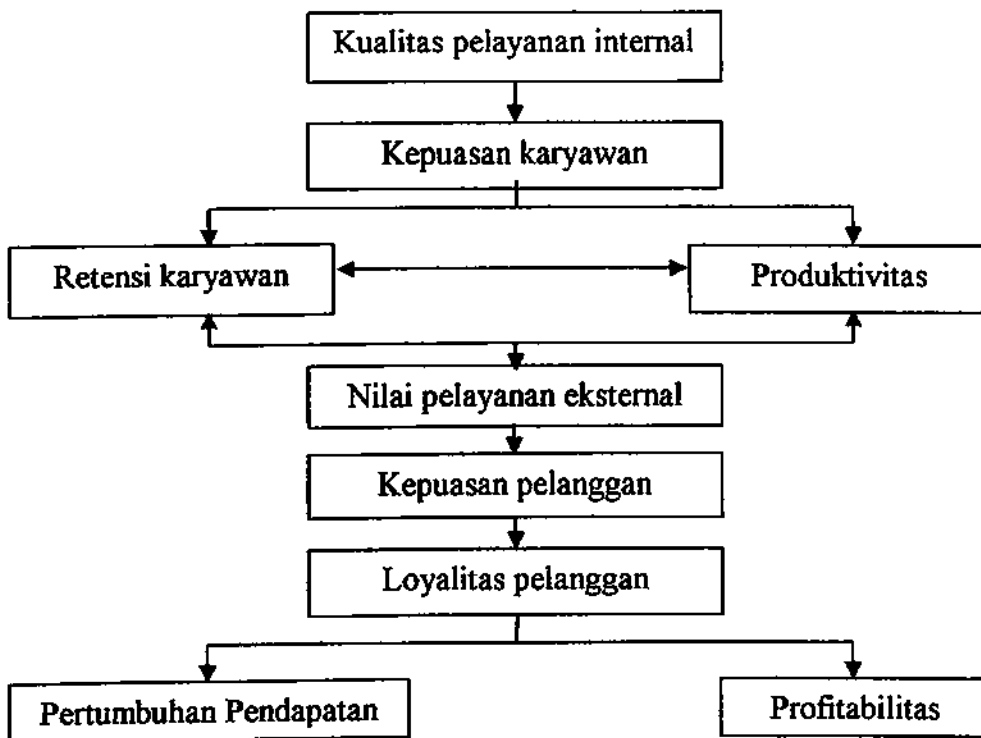 Kualitas pelayanan internal
Kepuasan karyawan
Retensi karyawan
Produktivitas
Nilai pelayanan eksternal
Kepuasan pelanggan
Loyalitas pelanggan
Pertumbuhan Pendapatan
Profitabilitas